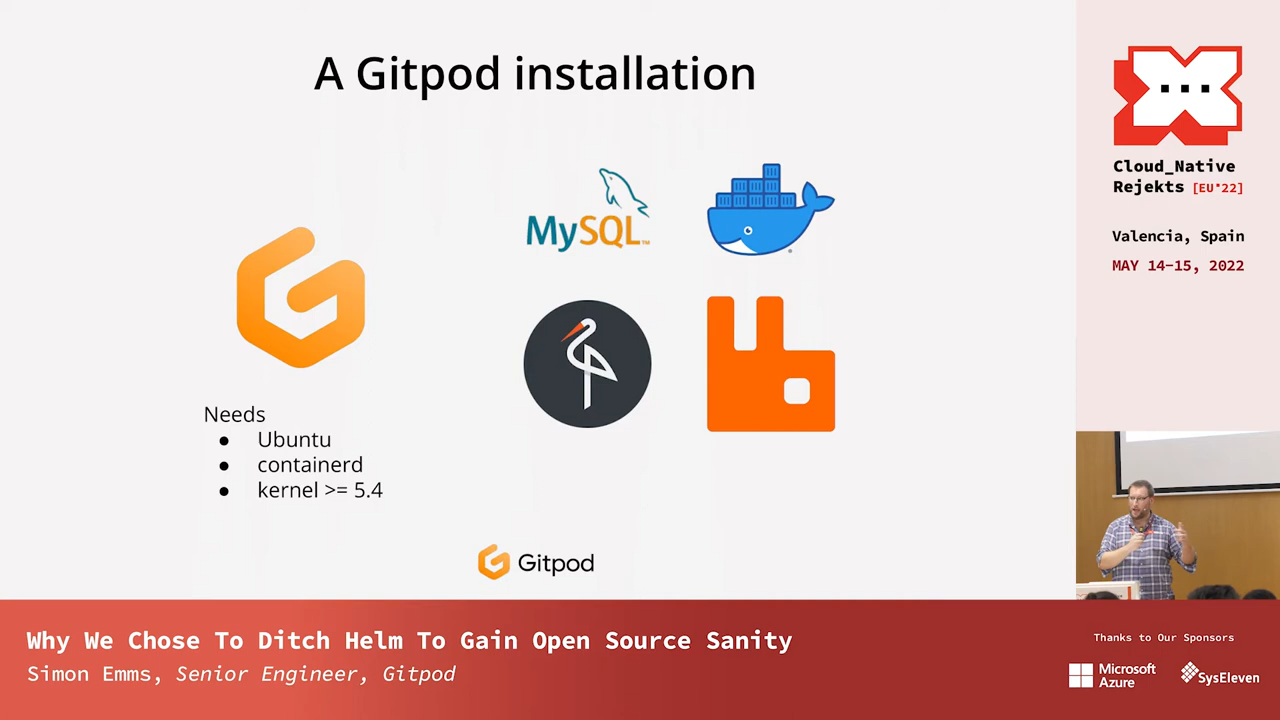 A Gitpod installation
MySQL™
Needs
● Ubuntu
● containerd
● kernel >= 5.4
Gitpod
Cloud_Native
Rejekts [EU*22]
Valencia, Spain
MAY 14-15, 2022
Why We Chose To Ditch Helm To Gain Open Source Sanity
Simon Emms, Senior Engineer, Gitpod
Thanks to Our Sponsors
Microsoft
Azure
SysEleven